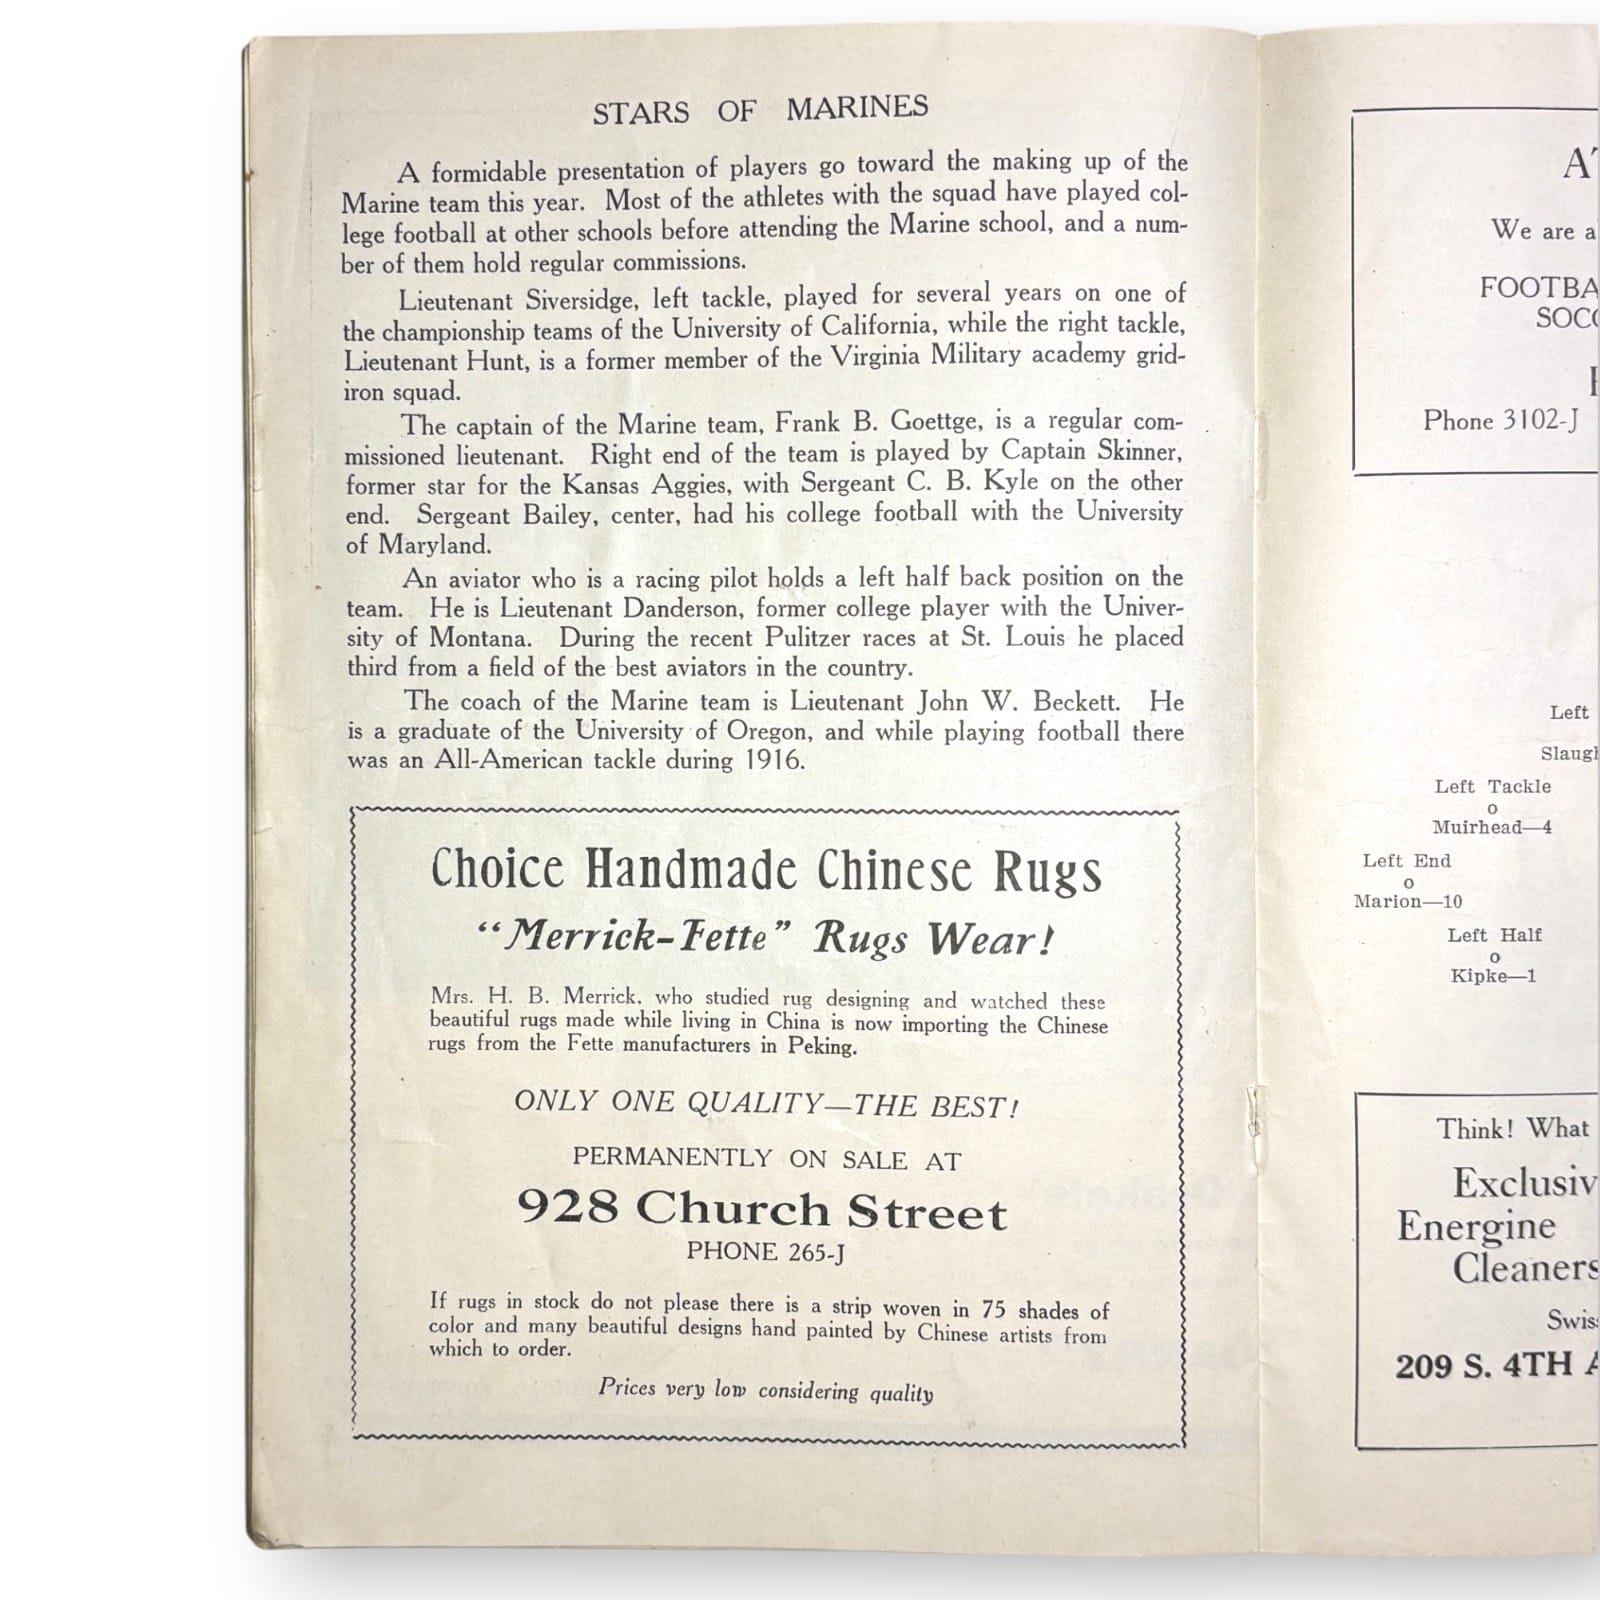 STARS OF MARINES
A formidable presentation of players go toward the making up of the
Marine team this year. Most of the athletes with the squad have played col-
lege football at other schools before attending the Marine school, and a num-
ber of them hold regular commissions.
Lieutenant Siversidge, left tackle, played for several years on one of
the championship teams of the University of California, while the right tackle,
Lieutenant Hunt, is a former member of the Virginia Military academy grid-
iron squad.
The captain of the Marine team, Frank B. Goettge, is a regular com-
missioned lieutenant. Right end of the team is played by Captain Skinner,
former star for the Kansas Aggies, with Sergeant C. B. Kyle on the other
end. Sergeant Bailey, center, had his college football with the University
of Maryland.
An aviator who is a racing pilot holds a left half back position on the
team. He is Lieutenant Danderson, former college player with the Univer-
sity of Montana. During the recent Pulitzer races at St. Louis he placed
third from a field of the best aviators in the country.
The coach of the Marine team is Lieutenant John W. Beckett. He
is a graduate of the University of Oregon, and while playing football there
was an All-American tackle during 1916.
Choice Handmade Chinese Rugs
"Merrick-Fette" Rugs Wear!
Mrs. H. B. Merrick, who studied rug designing and watched these
beautiful rugs made while living in China is now importing the Chinese
rugs from the Fette manufacturers in Peking.
ONLY ONE QUALITY—THE BEST!
PERMANENTLY ON SALE AT
928 Church Street
PHONE 265-J
If rugs in stock do not please there is a strip woven in 75 shades of
color and many beautiful designs hand painted by Chinese artists from
which to order.
Prices very low considering quality
We are
Phone 3102-J
Left
Left Tackle
o
Muirhead—4
Left End
o
Marion—10
Left Half
o
Kipke—1
Think! What
Energine
Cleaners
209 S. 4TH